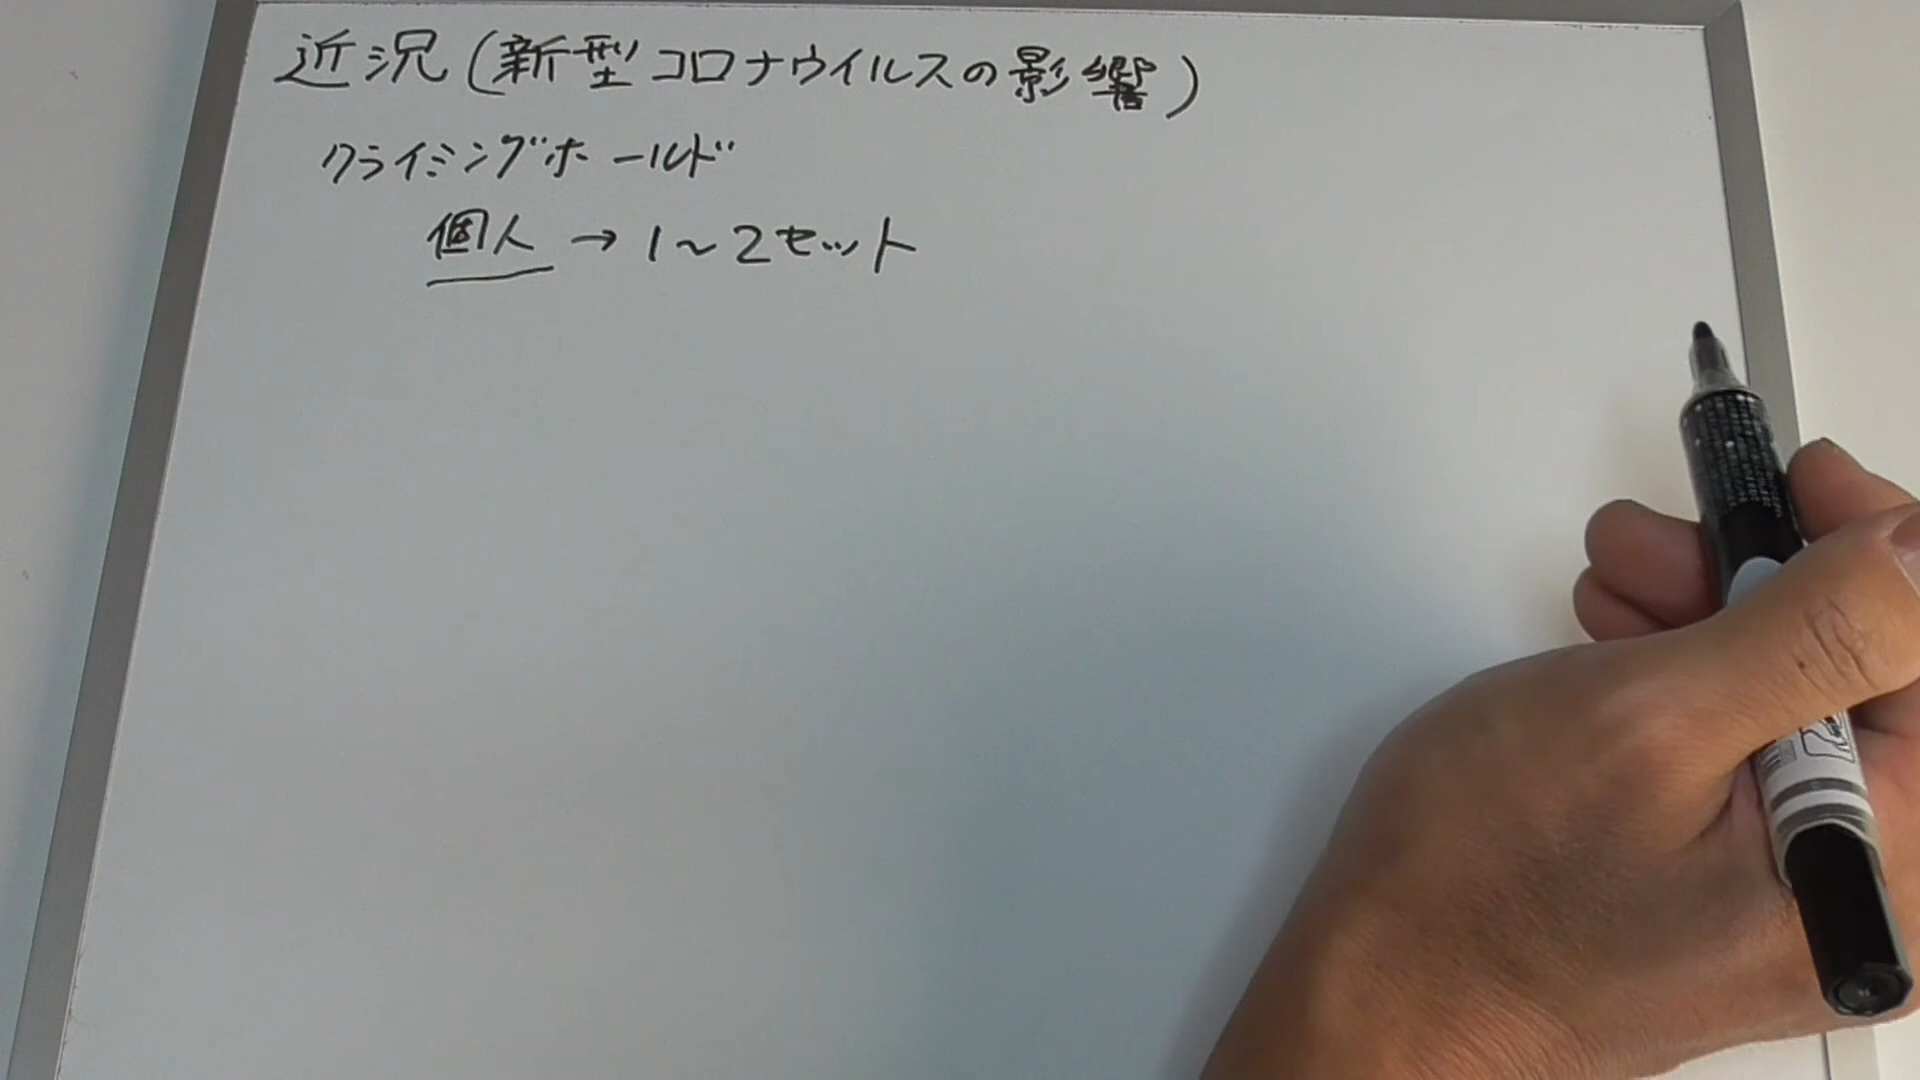 近況(新型コロナウイルスの影響)
クライミングホールド
個人→1～2セット